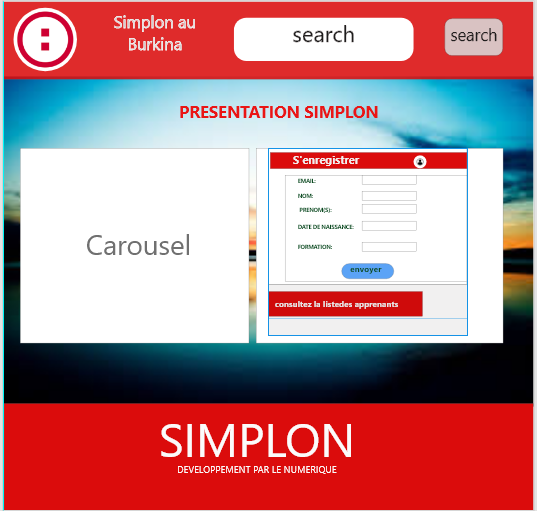 Simplon au
Burkina
search
search
PRESENTATION SIMPLON
Carousel
S'enregistrer
EMAIL:
NOM:
PRENOM(S):
DATE DE NAISSANCE:
FORMATION:
envoyer
consultez la listedes apprenants
SIMPLON
DEVELOPPEMENT PAR LE NUMERIQUE